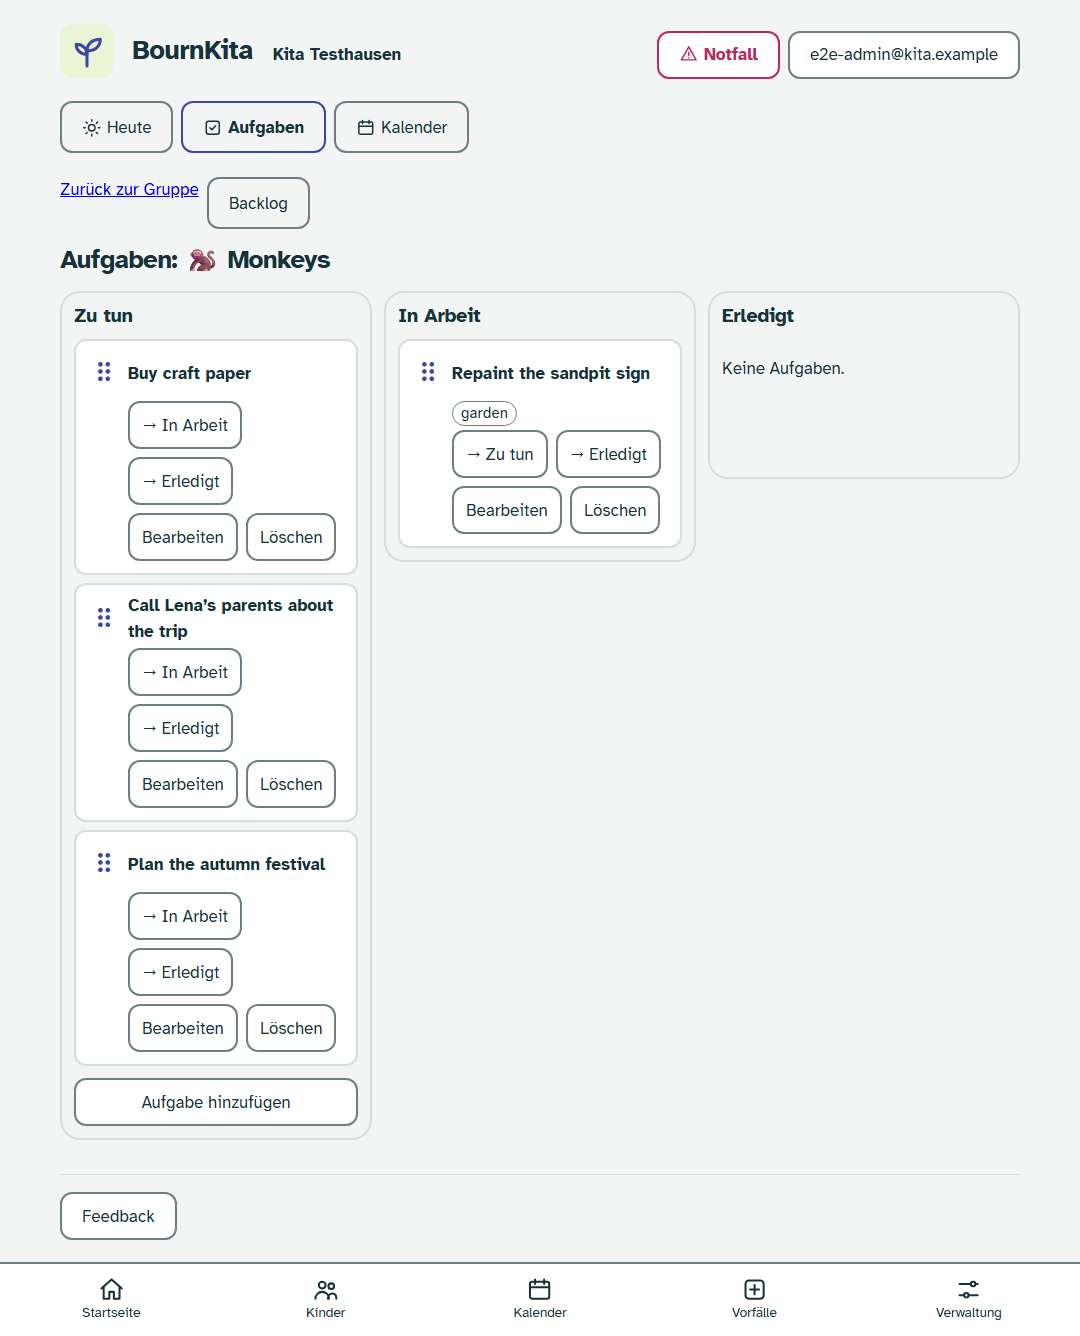 BournKita
Kita Testhausen
Notfall
e2e-admin@kita.example
Heute
Aufgaben
Kalender
Zurück zur Gruppe
Backlog
Aufgaben: 🐒 Monkeys
Zu tun
Buy craft paper
→ In Arbeit
→ Erledigt
Bearbeiten
Löschen
Call Lena’s parents about
the trip
→ In Arbeit
→ Erledigt
Bearbeiten
Löschen
Plan the autumn festival
→ In Arbeit
→ Erledigt
Bearbeiten
Löschen
Aufgabe hinzufügen
In Arbeit
Repaint the sandpit sign
garden
→ Zu tun
→ Erledigt
Bearbeiten
Löschen
Erledigt
Keine Aufgaben.
Feedback
Startseite
Kinder
Kalender
Vorfälle
Verwaltung